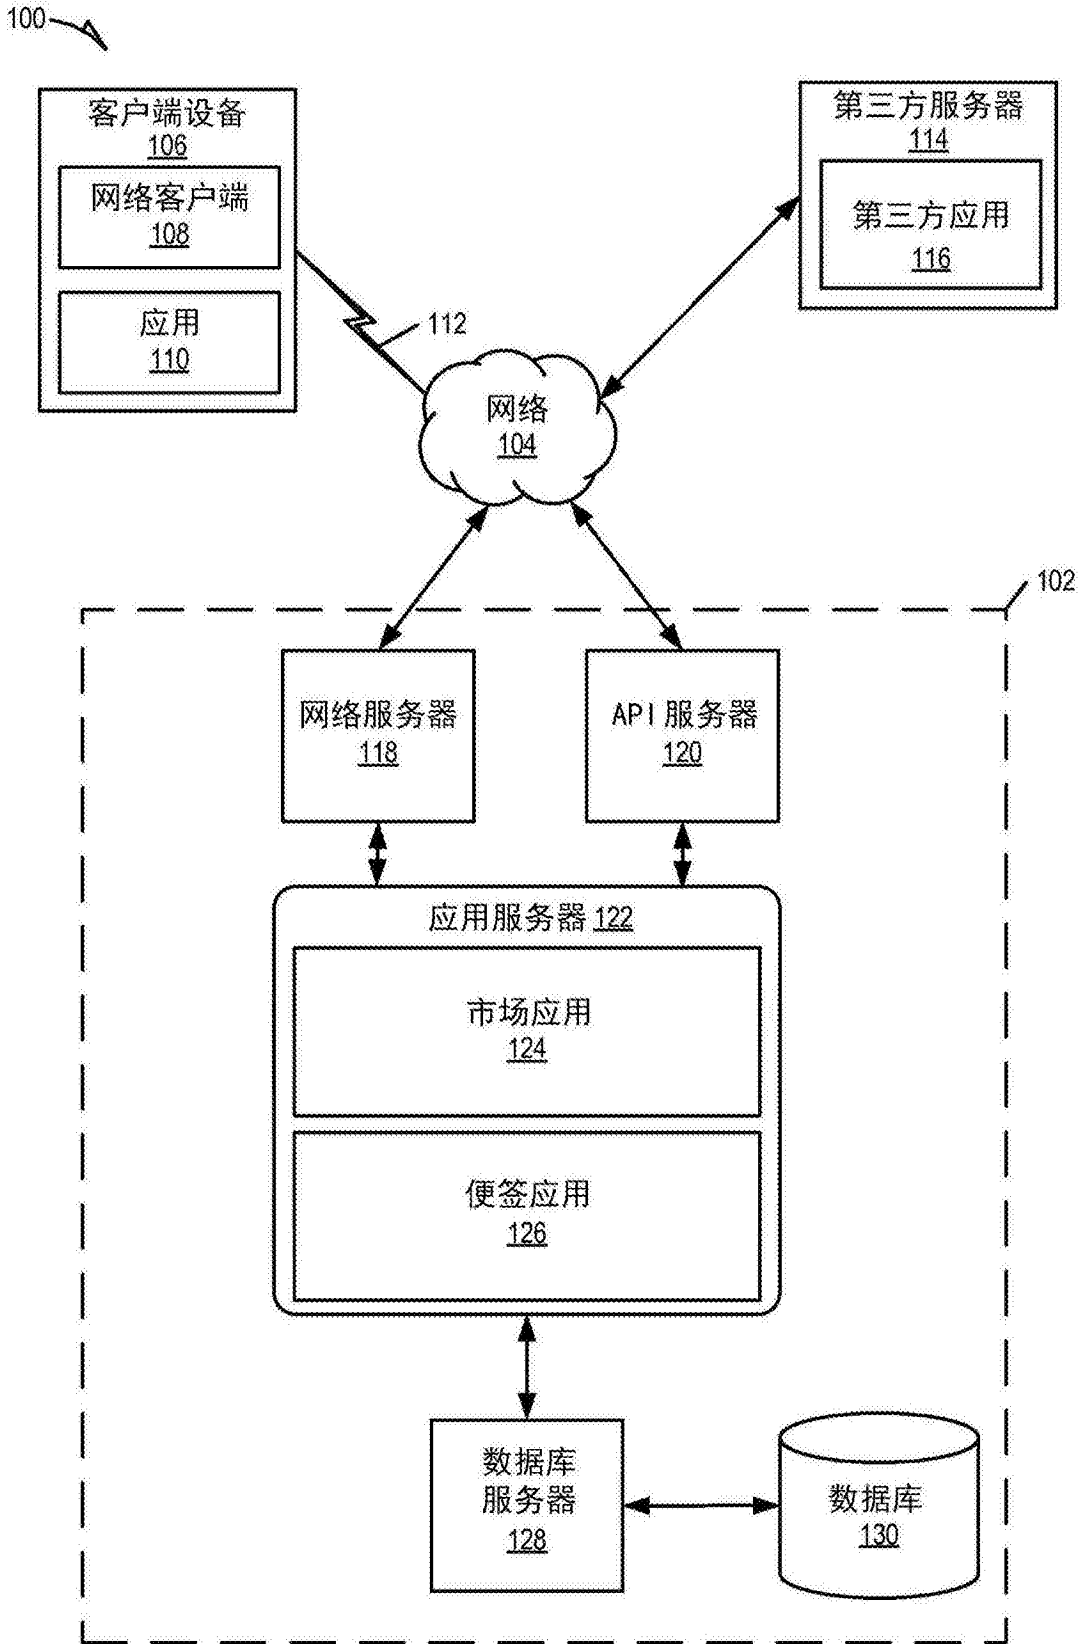 100
客户端设备
106
网络客户端
108
应用
110
第三方服务器
114
第三方应用
116
112
网络
104
102
网络服务器
118
API 服务器
120
应用服务器 122
市场应用
124
便签应用
126
数据库
服务器
128
数据库
130